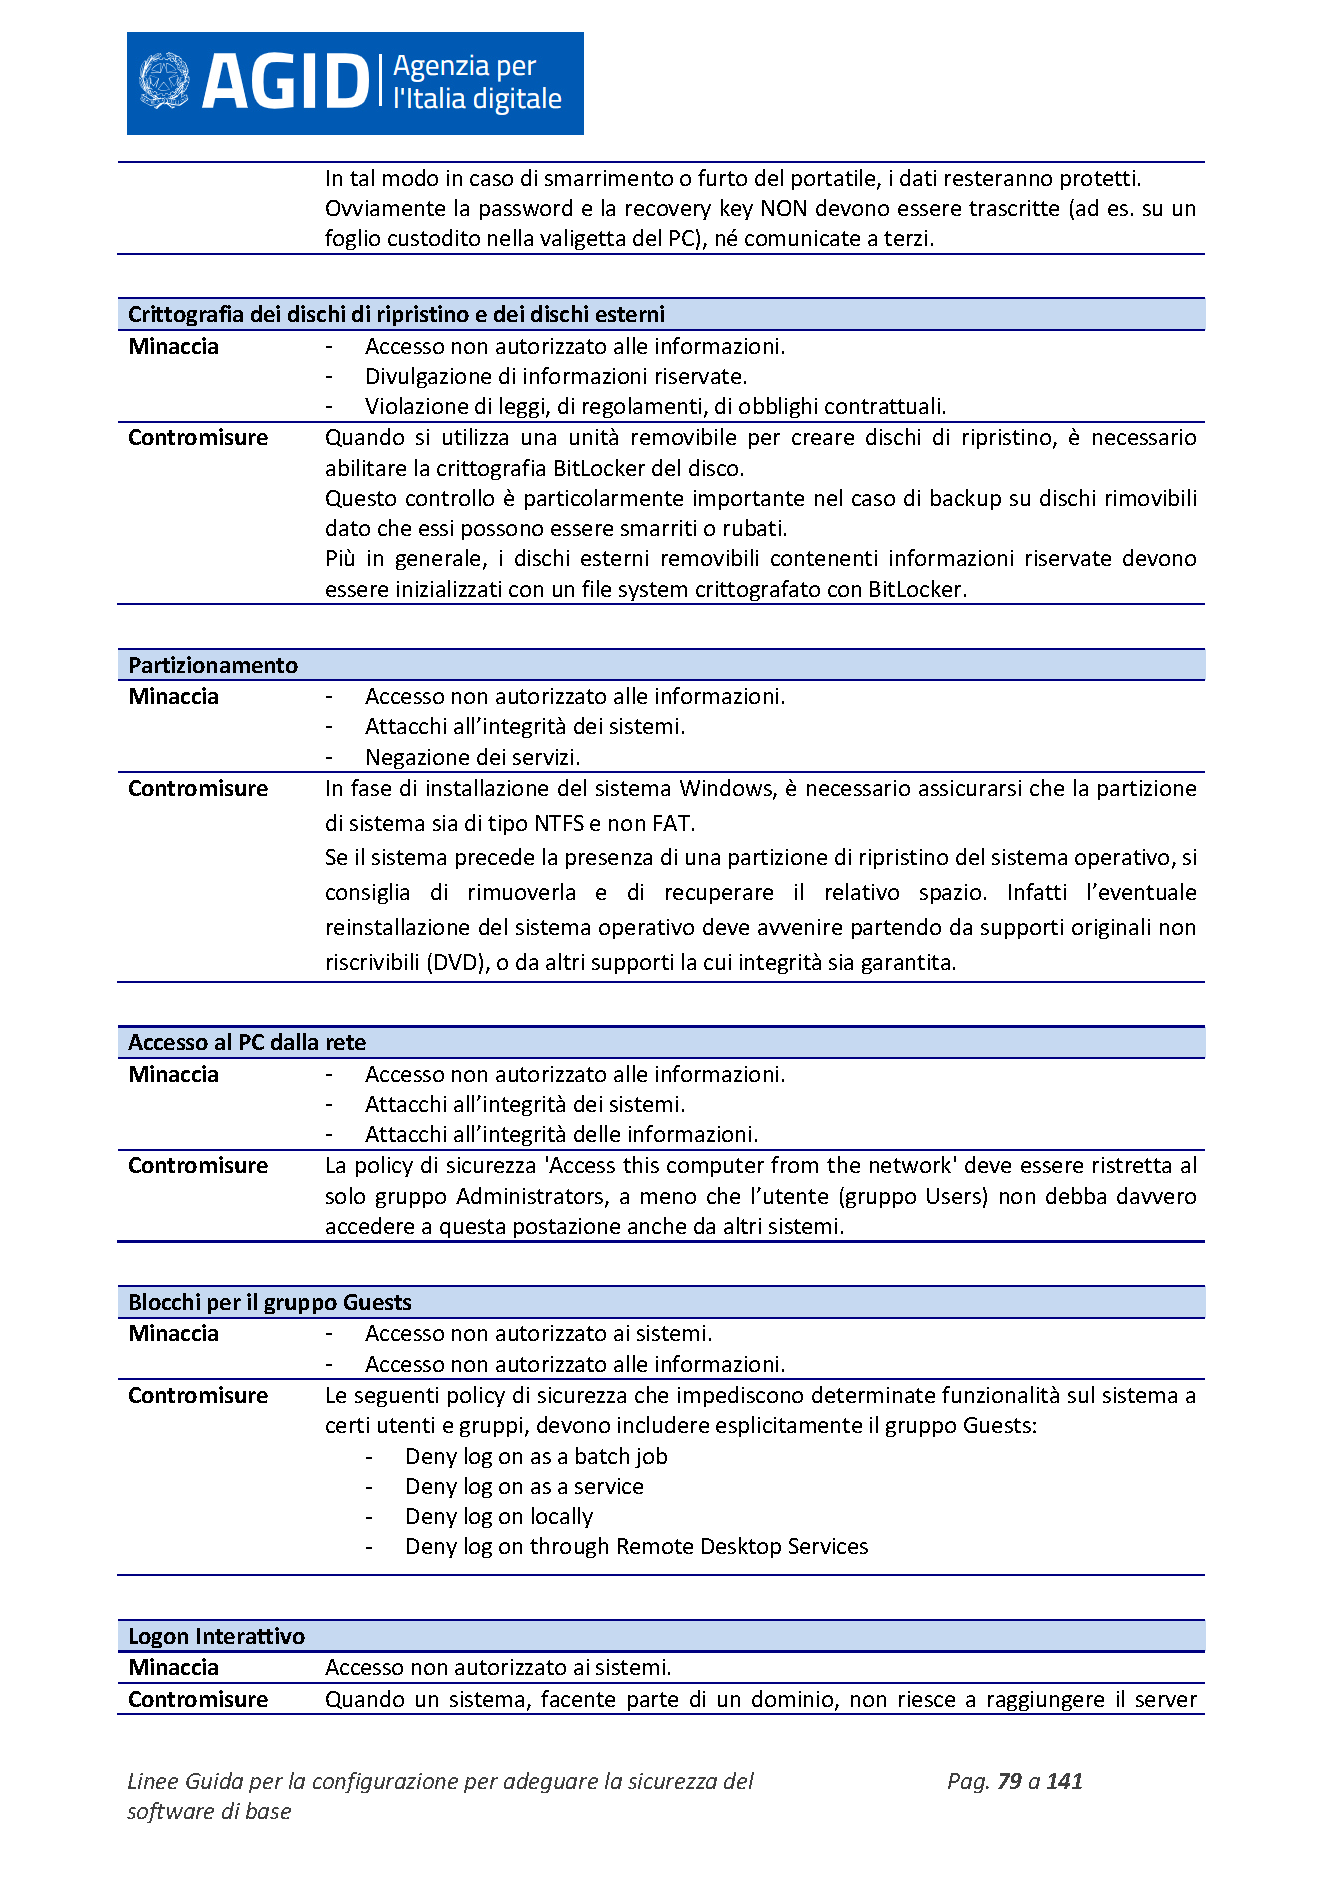 AGID Agenzia per
l'Italia digitale
In tal modo in caso di smarrimento o furto del portatile, i dati resteranno protetti.
Ovviamente la password e la recovery key NON devono essere trascritte (ad es. su un
foglio custodito nella valigetta del PC), né comunicate a terzi.
Crittografia dei dischi di ripristino e dei dischi esterni
Minaccia - Accesso non autorizzato alle informazioni.
- Divulgazione di informazioni riservate.
- Violazione di leggi, di regolamenti, di obblighi contrattuali.
Contromisure Quando si utilizza una unità removibile per creare dischi di ripristino, è necessario
abilitare la crittografia BitLocker del disco.
Questo controllo è particolarmente importante nel caso di backup su dischi rimovibili
dato che essi possono essere smarriti o rubati.
Più in generale, i dischi esterni removibili contenenti informazioni riservate devono
essere inizializzati con un file system crittografato con BitLocker.
Partizionamento
Minaccia - Accesso non autorizzato alle informazioni.
- Attacchi all’integrità dei sistemi.
- Negazione dei servizi.
Contromisure In fase di installazione del sistema Windows, è necessario assicurarsi che la partizione
di sistema sia di tipo NTFS e non FAT.
Se il sistema precede la presenza di una partizione di ripristino del sistema operativo, si
consiglia di rimuoverla e di recuperare il relativo spazio. Infatti l’eventuale
reinstallazione del sistema operativo deve avvenire partendo da supporti originali non
riscrivibili (DVD), o da altri supporti la cui integrità sia garantita.
Accesso al PC dalla rete
Minaccia - Accesso non autorizzato alle informazioni.
- Attacchi all’integrità dei sistemi.
- Attacchi all’integrità delle informazioni.
Contromisure La policy di sicurezza 'Access this computer from the network' deve essere ristretta al
solo gruppo Administrators, a meno che l’utente (gruppo Users) non debba davvero
accedere a questa postazione anche da altri sistemi.
Blocchi per il gruppo Guests
Minaccia - Accesso non autorizzato ai sistemi.
- Accesso non autorizzato alle informazioni.
Contromisure Le seguenti policy di sicurezza che impediscono determinate funzionalità sul sistema a
certi utenti e gruppi, devono includere esplicitamente il gruppo Guests:
- Deny log on as a batch job
- Deny log on as a service
- Deny log on locally
- Deny log on through Remote Desktop Services
Logon Interattivo
Minaccia Accesso non autorizzato ai sistemi.
Contromisure Quando un sistema, facente parte di un dominio, non riesce a raggiungere il server
Linee Guida per la configurazione per adeguare la sicurezza del Pag. 79 a 141
software di base